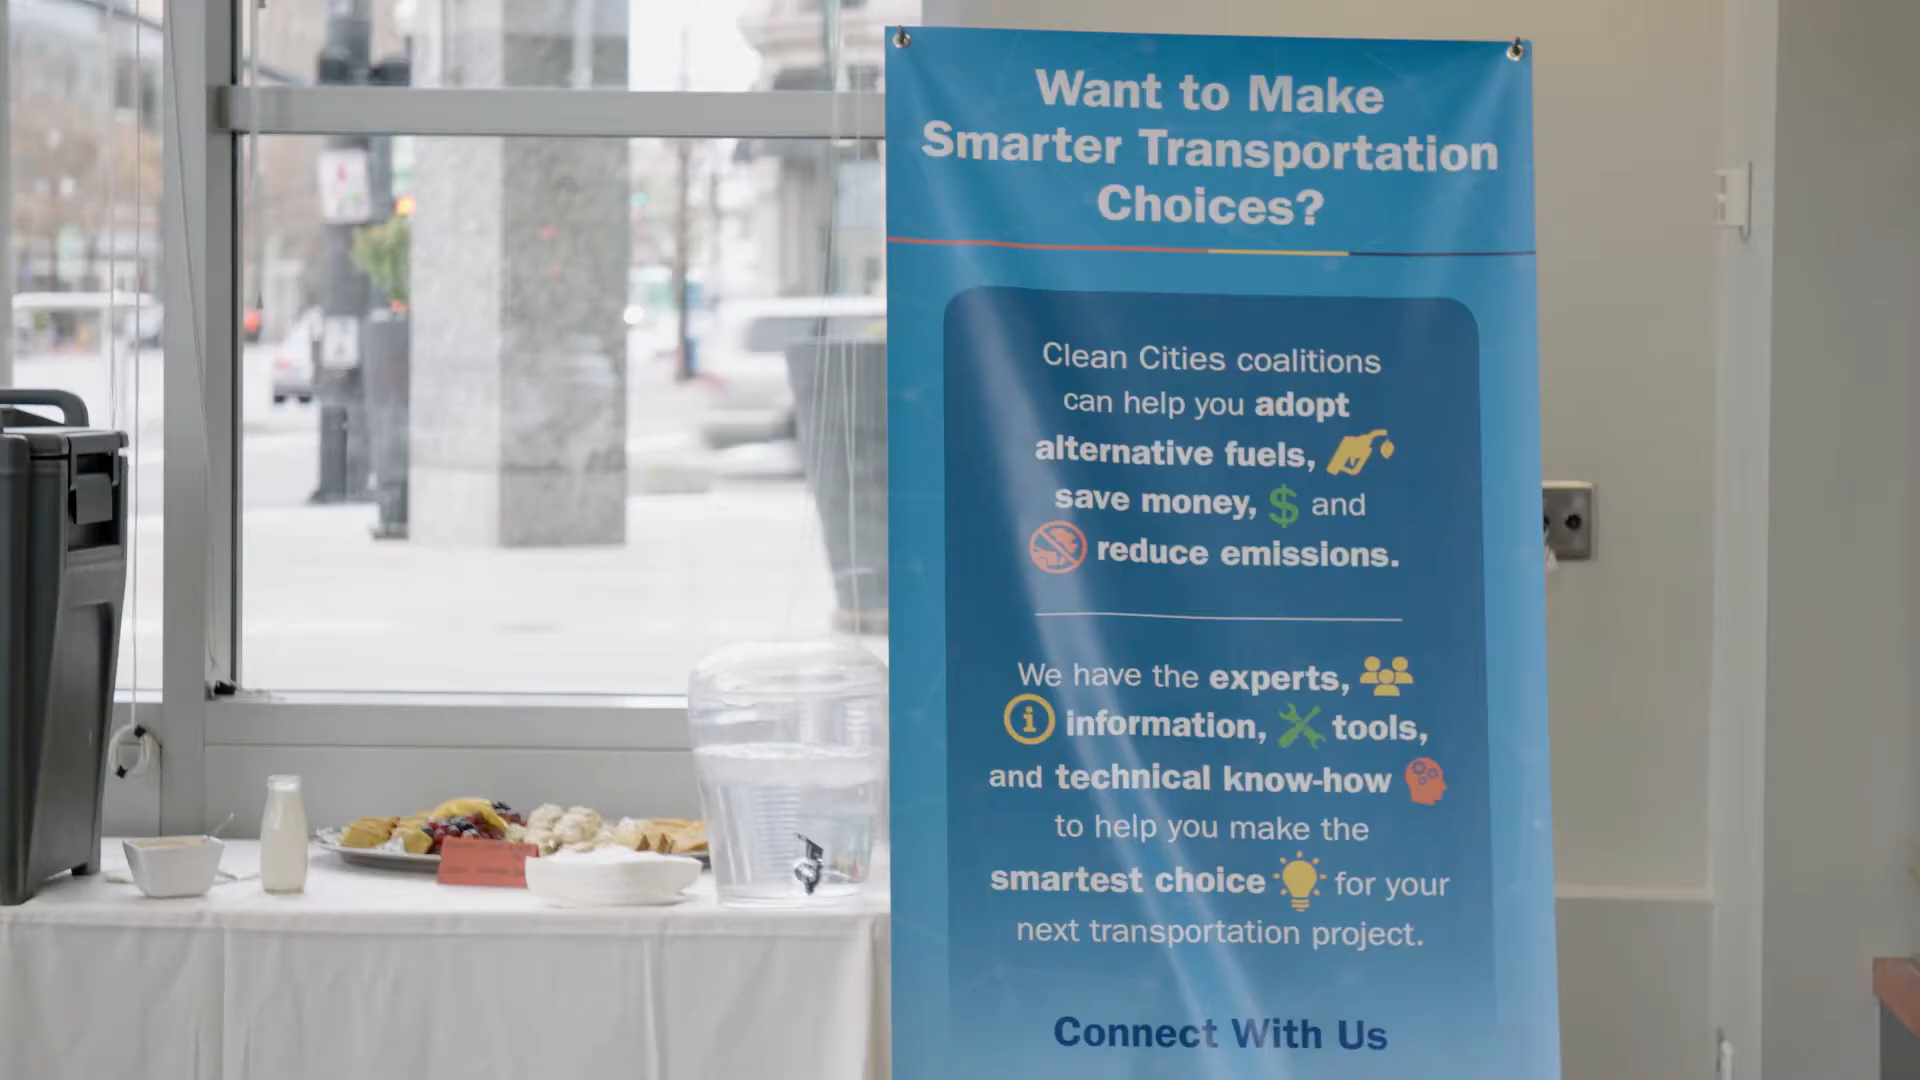 Want to Make
Smarter Transportation
Choices?
Clean Cities coalitions
can help you adopt
alternative fuels,
save money, $ and
reduce emissions.
We have the experts,
i information, tools,
and technical know-how
to help you make the
smartest choice for your
next transportation project.
Connect With Us